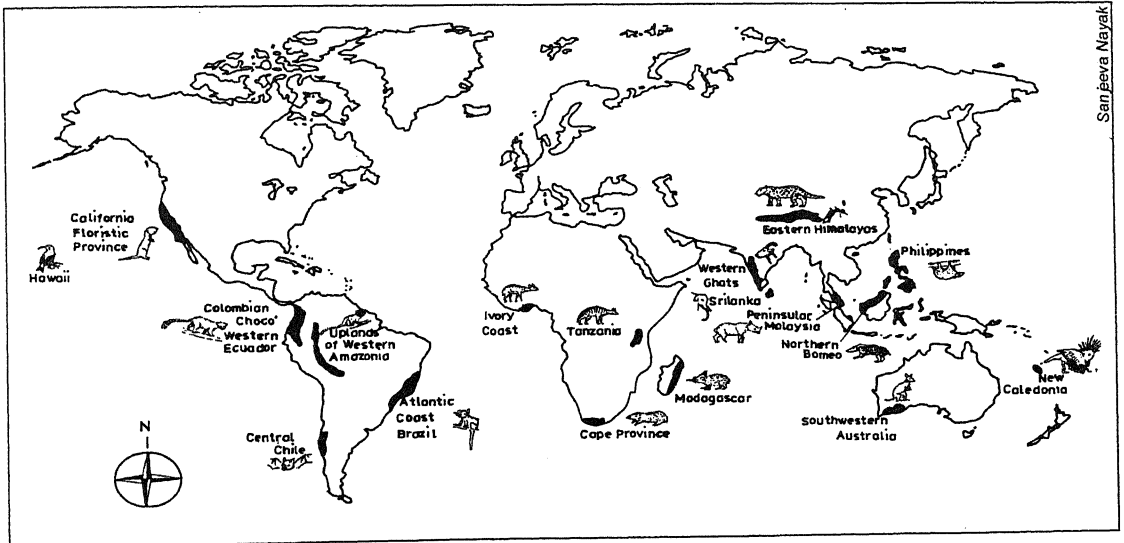 Sanjeeva Nayak
California
Floristic
Province
Hawaii
Colombian
Choco'
Western
Ecuador
Uplands
of Western
Amazonia
Atlantic
Coast
Brazil
Central
Chile
N
Ivory
Coast
Tanzania
Cape Province
Madagascar
Eastern Himalayas
Western
Ghats
Srilanka
Peninsular
Malaysia
Northern
Borneo
Philippines
Southwestern
Australia
New
Caledonia